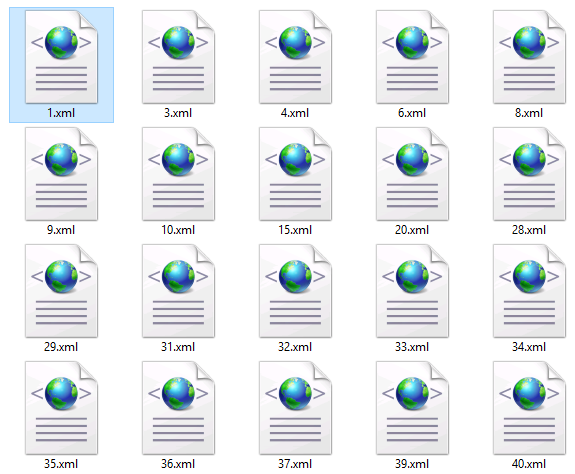 1.xml 3.xml 4.xml 6.xml 8.xml
9.xml 10.xml 15.xml 20.xml 28.xml
29.xml 31.xml 32.xml 33.xml 34.xml
35.xml 36.xml 37.xml 39.xml 40.xml